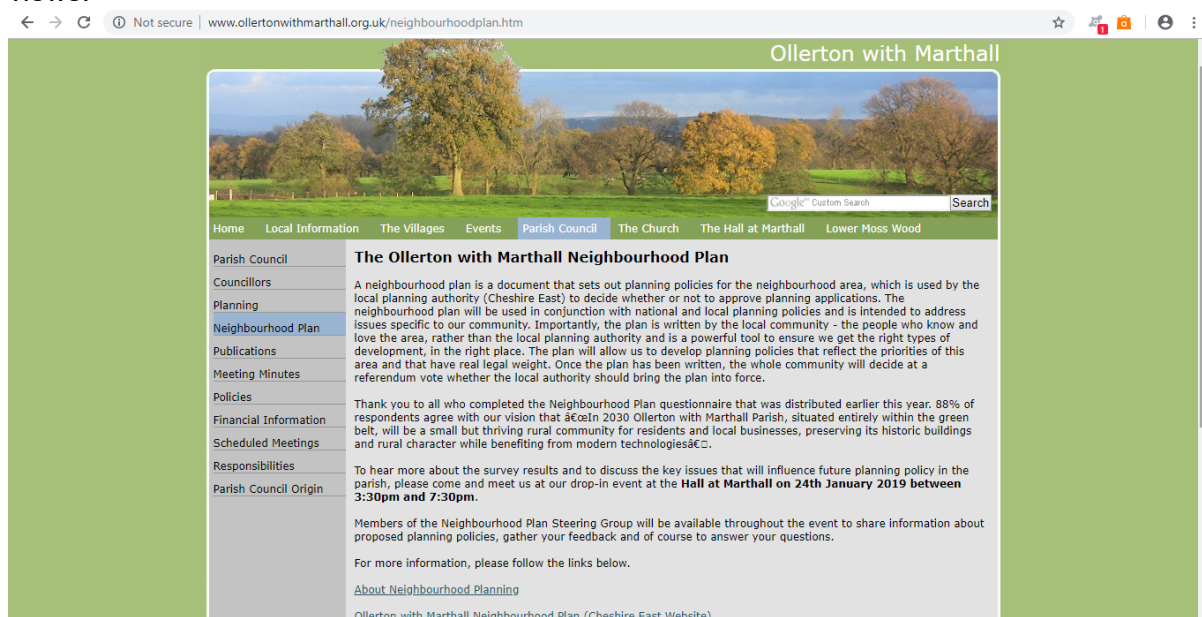 Not secure | www.ollertonwithmarthall.org.uk/neighbourhoodplan.htm
1
Ollerton with Marthall
Google™ Custom Search Search
Home Local Information The Villages Events Parish Council The Church The Hall at Marthall Lower Moss Wood
Parish Council
Councillors
Planning
Neighbourhood Plan
Publications
Meeting Minutes
Policies
Financial Information
Scheduled Meetings
Responsibilities
Parish Council Origin
The Ollerton with Marthall Neighbourhood Plan
A neighbourhood plan is a document that sets out planning policies for the neighbourhood area, which is used by the
local planning authority (Cheshire East) to decide whether or not to approve planning applications. The
neighbourhood plan will be used in conjunction with national and local planning policies and is intended to address
issues specific to our community. Importantly, the plan is written by the local community - the people who know and
love the area, rather than the local planning authority and is a powerful tool to ensure we get the right types of
development, in the right place. The plan will allow us to develop planning policies that reflect the priorities of this
area and that have real legal weight. Once the plan has been written, the whole community will decide at a
referendum vote whether the local authority should bring the plan into force.
Thank you to all who completed the Neighbourhood Plan questionnaire that was distributed earlier this year. 88% of
respondents agree with our vision that â€œIn 2030 Ollerton with Marthall Parish, situated entirely within the green
belt, will be a small but thriving rural community for residents and local businesses, preserving its historic buildings
and rural character while benefiting from modern technologiesâ€□.
To hear more about the survey results and to discuss the key issues that will influence future planning policy in the
parish, please come and meet us at our drop-in event at the Hall at Marthall on 24th January 2019 between
3:30pm and 7:30pm.
Members of the Neighbourhood Plan Steering Group will be available throughout the event to share information about
proposed planning policies, gather your feedback and of course to answer your questions.
For more information, please follow the links below.
About Neighbourhood Planning
Ollerton with Marthall Neighbourhood Plan (Cheshire East Website)